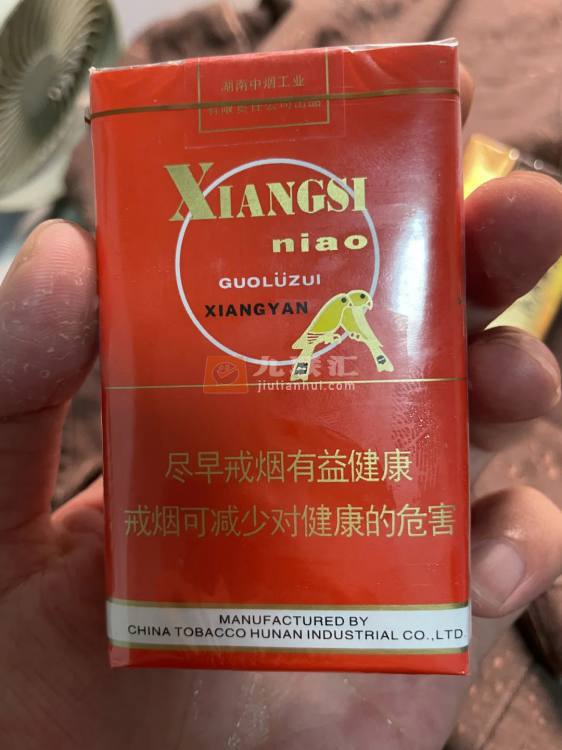 湖南中烟工业
有限责任公司出品
XIANGSI
niao
GUOLÜZUI
XIANGYAN
九天汇
jiutianhui.com
尽早戒烟有益健康
戒烟可减少对健康的危害
MANUFACTURED BY
CHINA TOBACCO HUNAN INDUSTRIAL CO.,LTD.